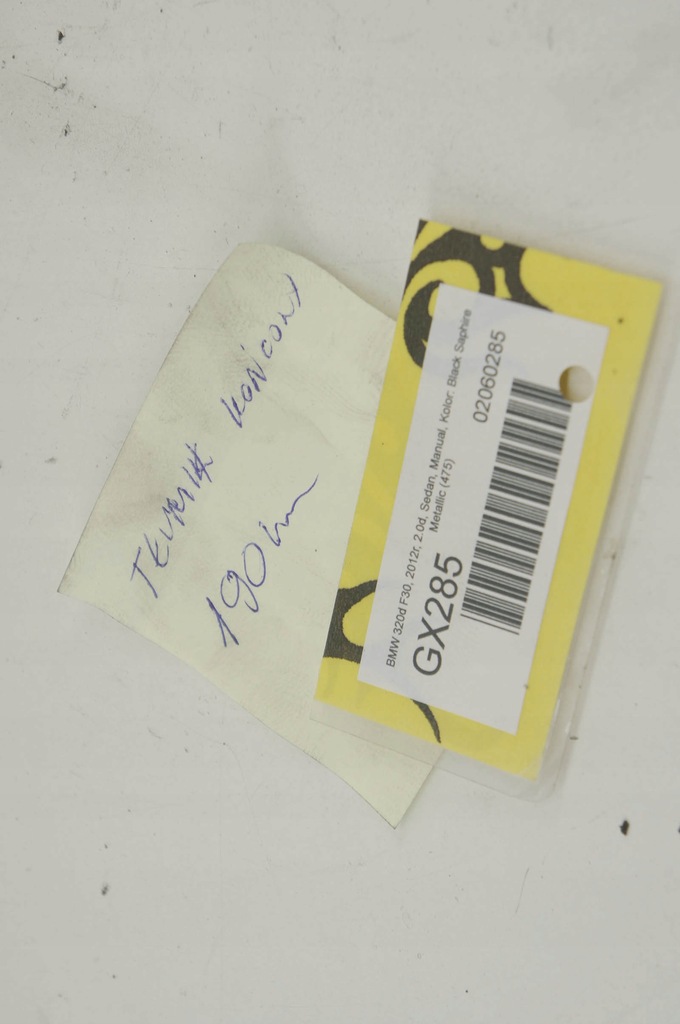 TŁUMIK KOŃCOWY
190 km
BMW 320d F30, 2012r, 2.0d, Sedan, Manual, Kolor: Black Saphire
Metallic (475)
GX285
02060285